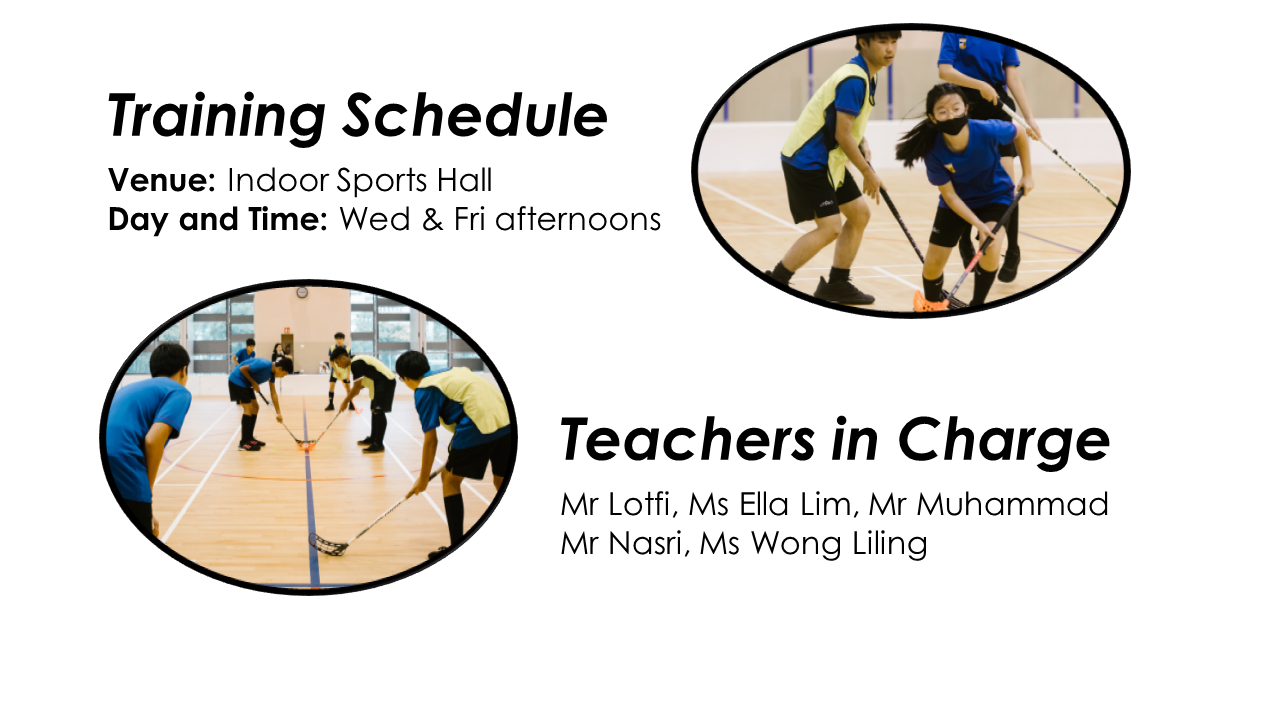 Training Schedule
Venue: Indoor Sports Hall
Day and Time: Wed & Fri afternoons
Teachers in Charge
Mr Lotfi, Ms Ella Lim, Mr Muhammad
Mr Nasri, Ms Wong Liling